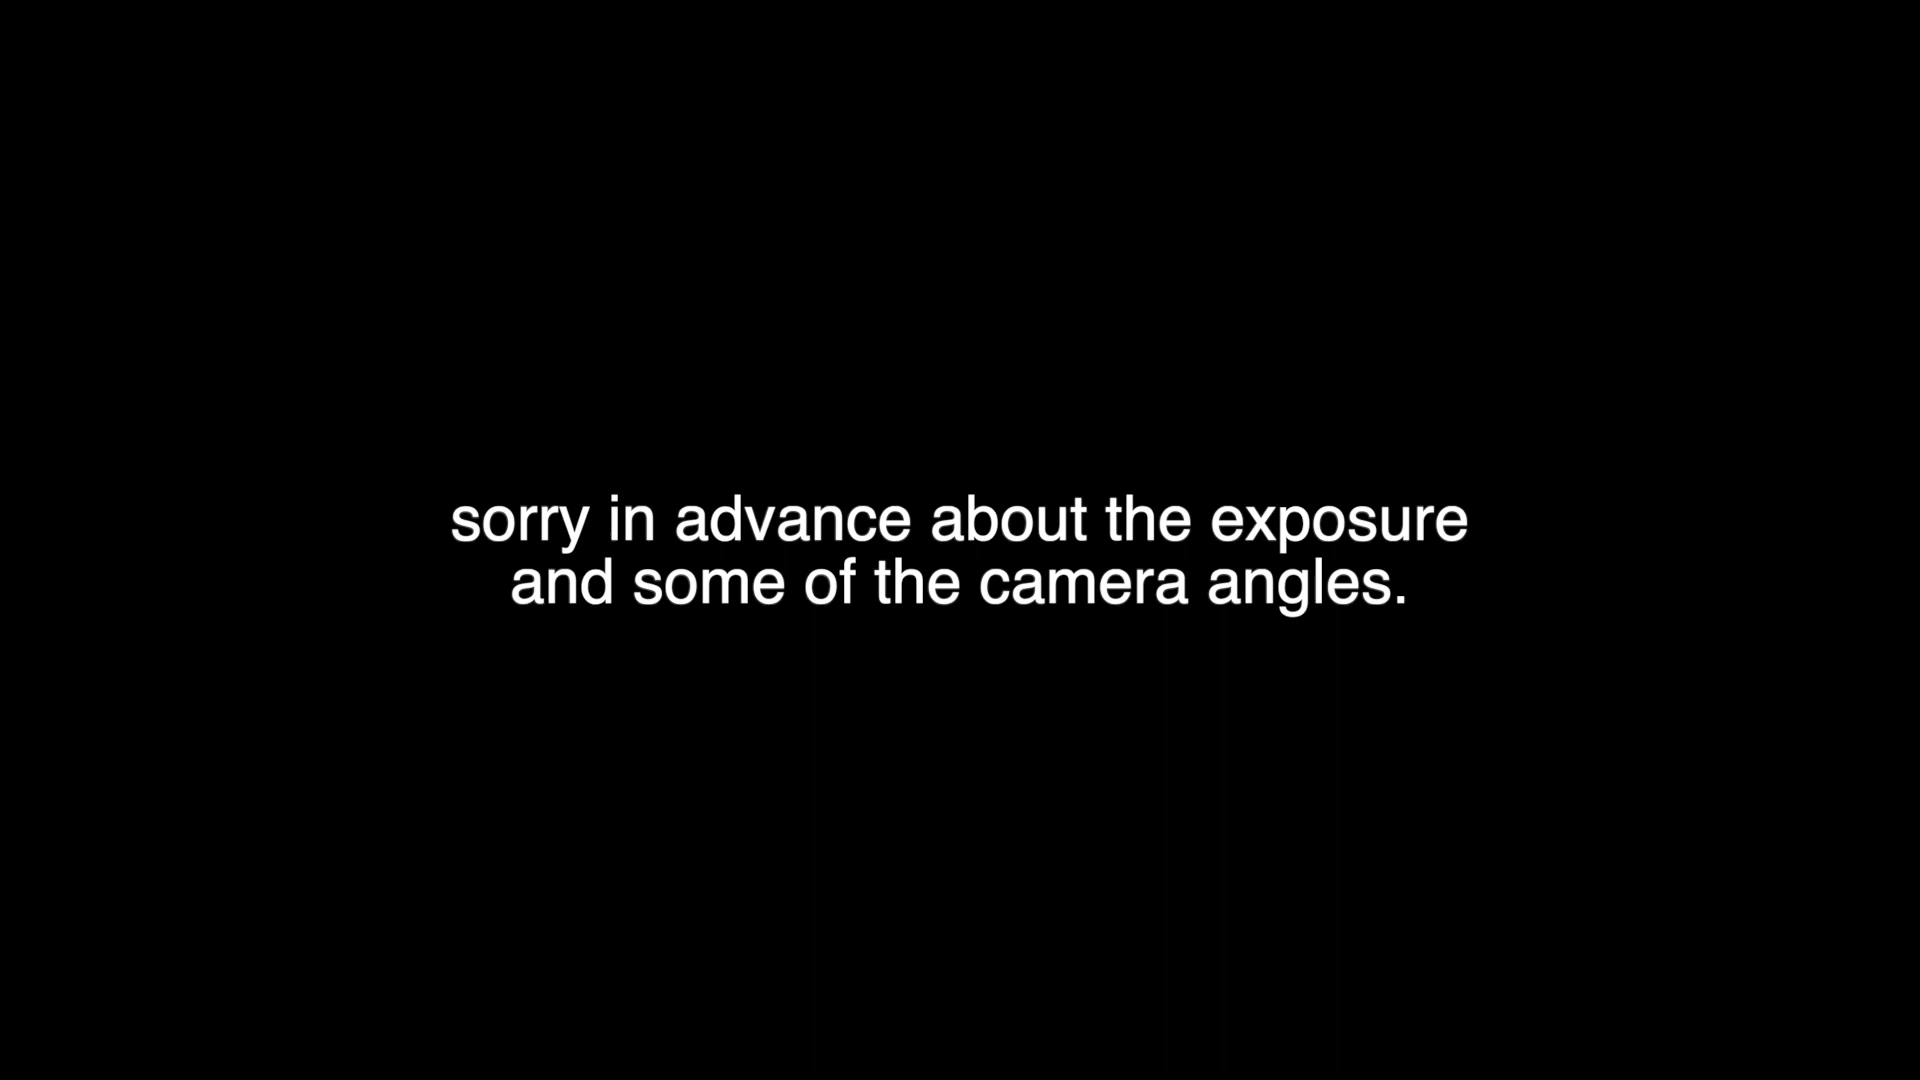 sorry in advance about the exposure
and some of the camera angles.